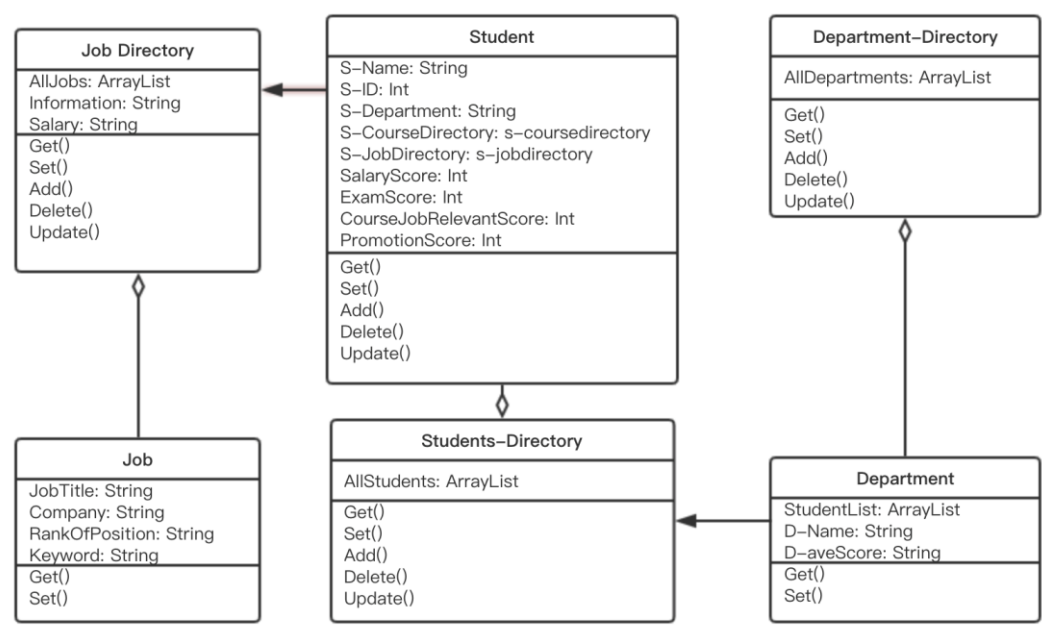 Job Directory
AllJobs: ArrayList
Information: String
Salary: String
Get()
Set()
Add()
Delete()
Update()
Student
S-Name: String
S-ID: Int
S-Department: String
S-CourseDirectory: s-coursedirectory
S-JobDirectory: s-jobdirectory
SalaryScore: Int
ExamScore: Int
CourseJobRelevantScore: Int
PromotionScore: Int
Get()
Set()
Add()
Delete()
Update()
Department-Directory
AllDepartments: ArrayList
Get()
Set()
Add()
Delete()
Update()
Job
JobTitle: String
Company: String
RankOfPosition: String
Keyword: String
Get()
Set()
Students-Directory
AllStudents: ArrayList
Get()
Set()
Add()
Delete()
Update()
Department
StudentList: ArrayList
D-Name: String
D-aveScore: String
Get()
Set()